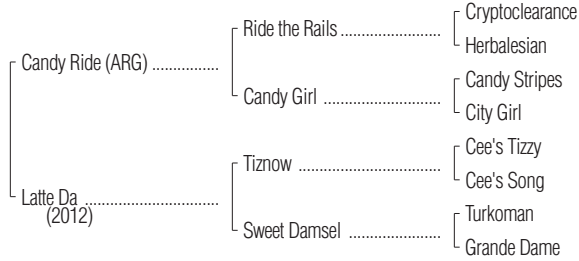 Cryptoclearance
Ride the Rails ........................
Herbalesian
Candy Ride (ARG) ................
Candy Stripes
Candy Girl ............................
City Girl
Cee's Tizzy
Tiznow ..................................
Cee's Song
Latte Da ................................
(2012)
Turkoman
Sweet Damsel ......................
Grande Dame